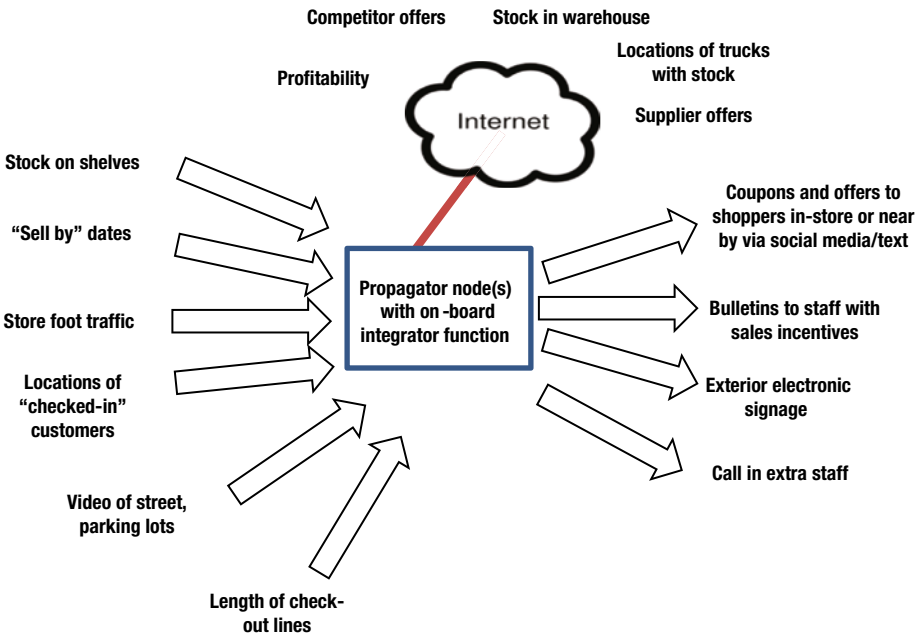 Competitor offers
Stock in warehouse
Locations of trucks
with stock
Profitability
Internet
Supplier offers
Stock on shelves
“Sell by” dates
Store foot traffic
Locations of
“checked-in”
customers
Video of street,
parking lots
Length of check-
out lines
Propagator node(s)
with on -board
integrator function
Coupons and offers to
shoppers in-store or near
by via social media/text
Bulletins to staff with
sales incentives
Exterior electronic
signage
Call in extra staff